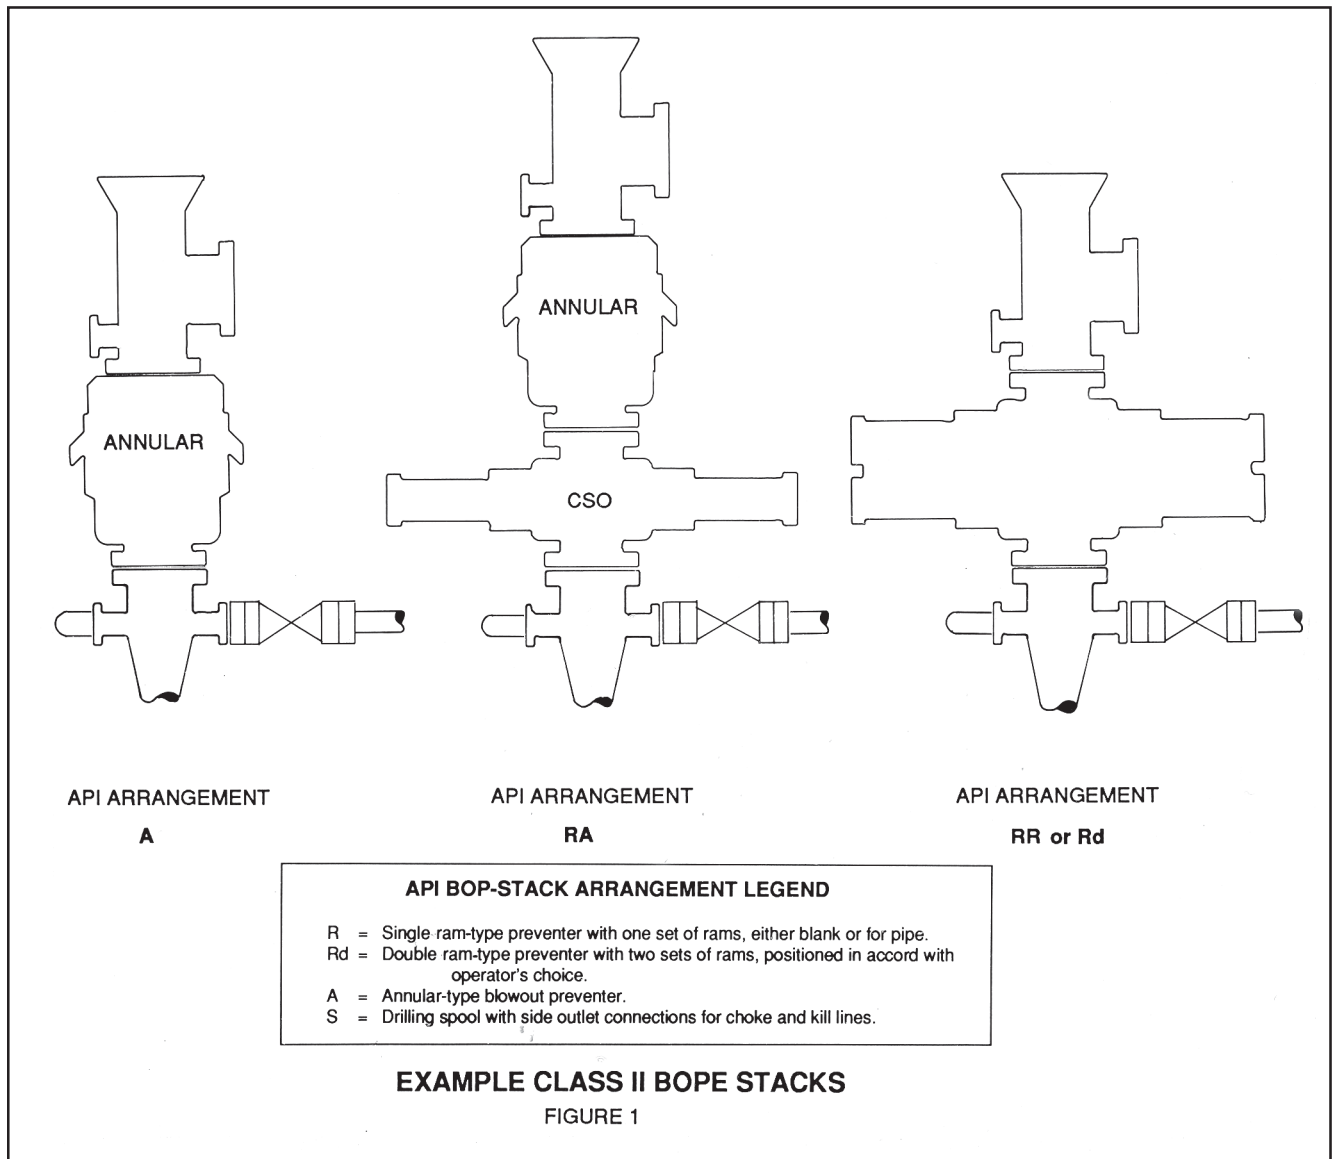 ANNULAR
ANNULAR
CSO
API ARRANGEMENT
A
API ARRANGEMENT
RA
API ARRANGEMENT
RR or Rd
API BOP-STACK ARRANGEMENT LEGEND
R = Single ram-type preventer with one set of rams, either blank or for pipe.
Rd = Double ram-type preventer with two sets of rams, positioned in accord with
operator's choice.
A = Annular-type blowout preventer.
S = Drilling spool with side outlet connections for choke and kill lines.
EXAMPLE CLASS II BOPE STACKS
FIGURE 1